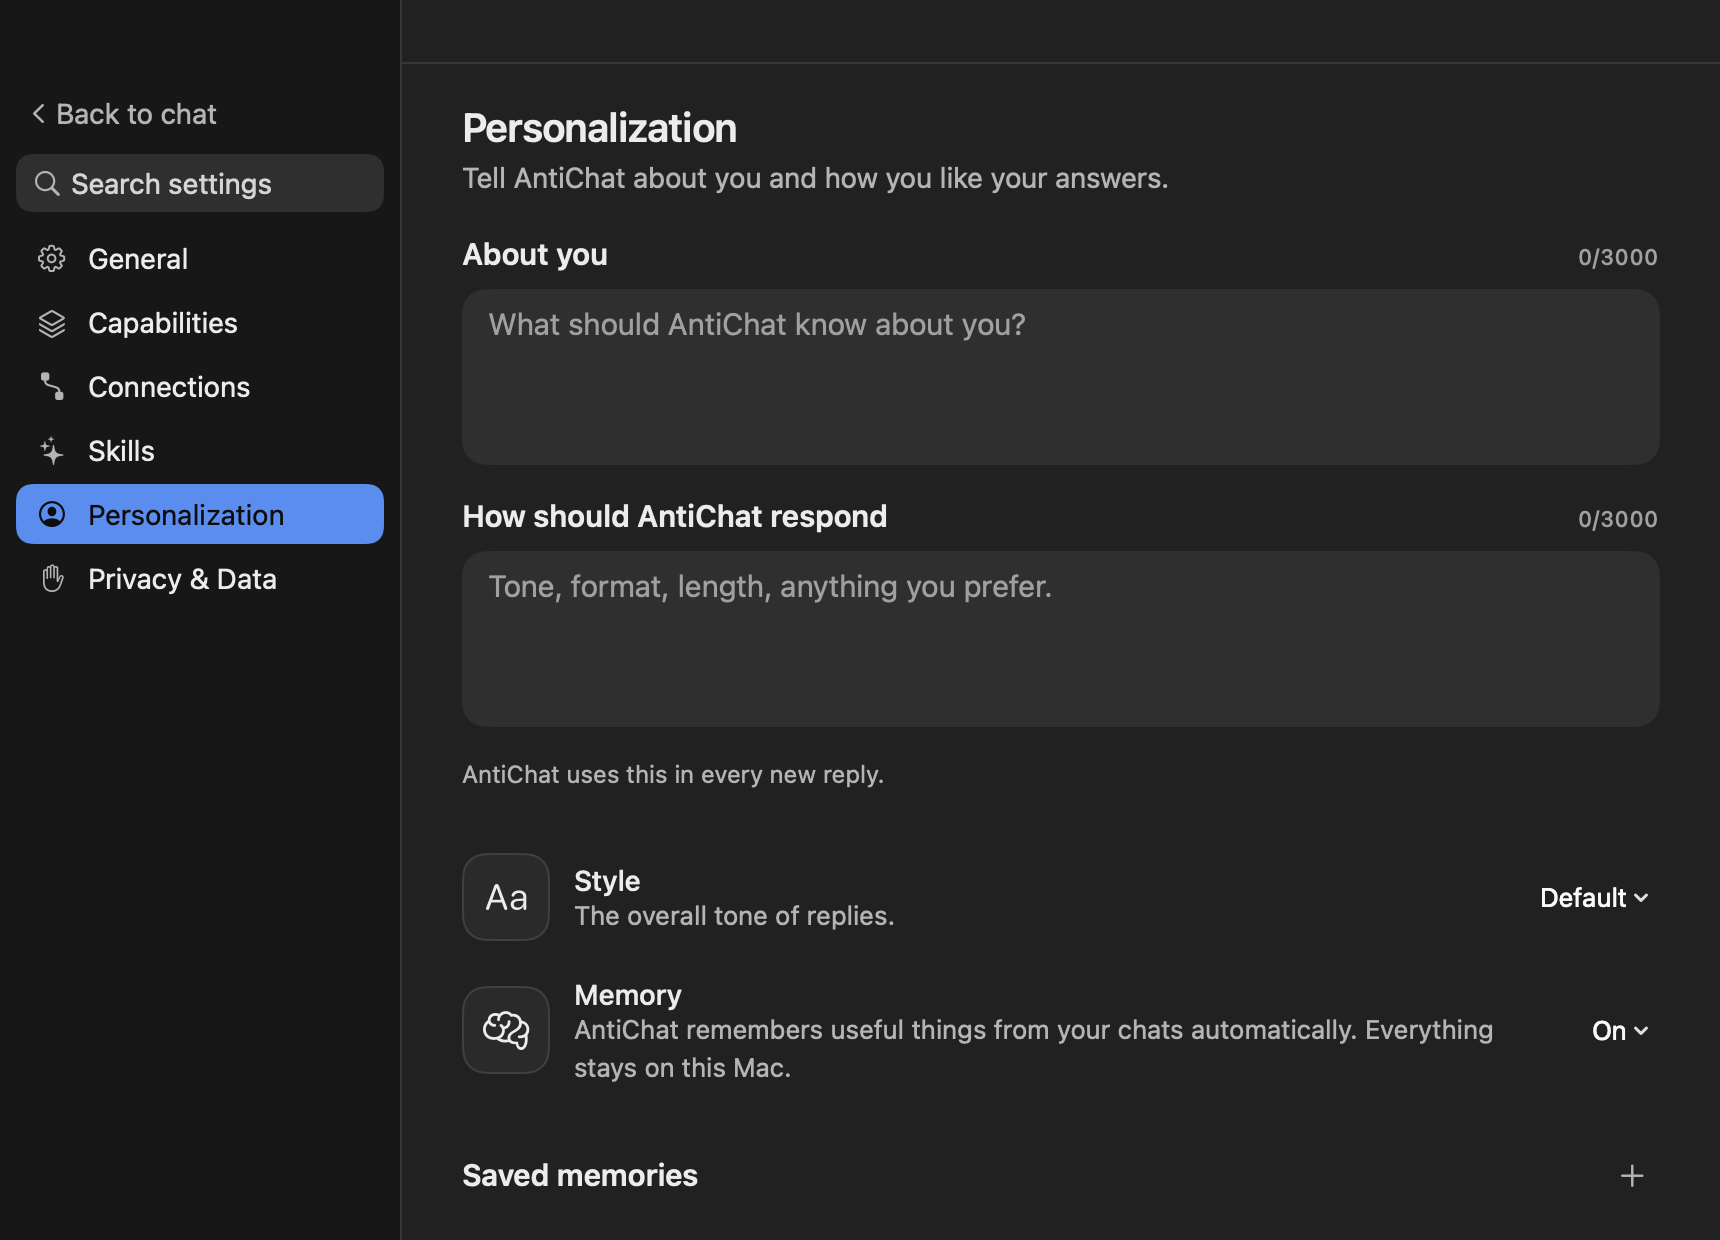 Back to chat
Search settings
General
Capabilities
Connections
Skills
Personalization
Privacy & Data
Personalization
Tell AntiChat about you and how you like your answers.
About you
0/3000
What should AntiChat know about you?
How should AntiChat respond
0/3000
Tone, format, length, anything you prefer.
AntiChat uses this in every new reply.
Aa
Style
The overall tone of replies.
Default
Memory
AntiChat remembers useful things from your chats automatically. Everything
stays on this Mac.
On
Saved memories